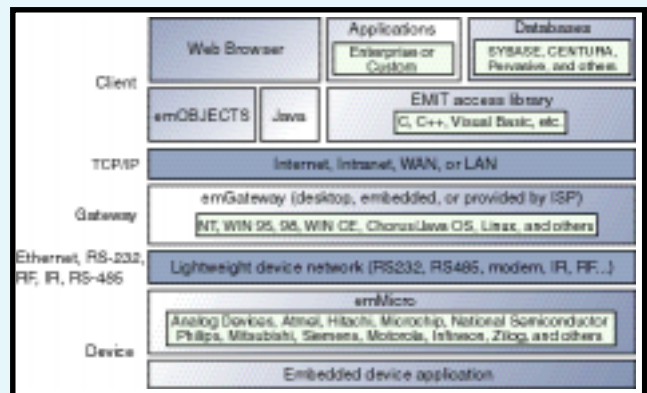 Web Browser
Applications
Enterprise or
Custom
Databases
SYBASE, CENTURA,
Pervasive, and others
Client
emOBJECTS
Java
EMIT access library
C, C++, Visual Basic, etc.
TCP/IP
Internet, Intranet, WAN, or LAN
Gateway
emGateway (desktop, embedded, or provided by ISP)
NT, WIN 95, 98, WIN CE, Chorus/Java OS, Linux, and others
Ethernet, RS-232,
RF, IR, RS-485
Lightweight device network (RS232, RS485, modem, IR, RF...)
Device
emMicro
Analog Devices, Atmel, Hitachi, Microchip, National Semiconductor
Philips, Mitsubishi, Siemens, Motorola, Infineon, Zilog, and others
Embedded device application